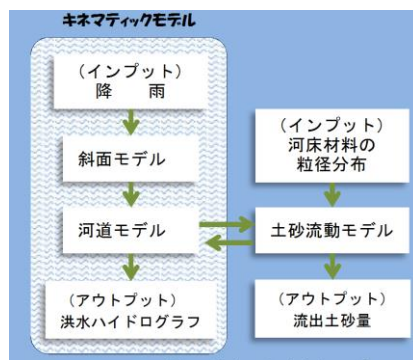 キネマティックモデル
（インプット）
降　雨
斜面モデル
河道モデル
（アウトプット）
洪水ハイドログラフ
（インプット）
河床材料の
粒径分布
土砂流動モデル
（アウトプット）
流出土砂量